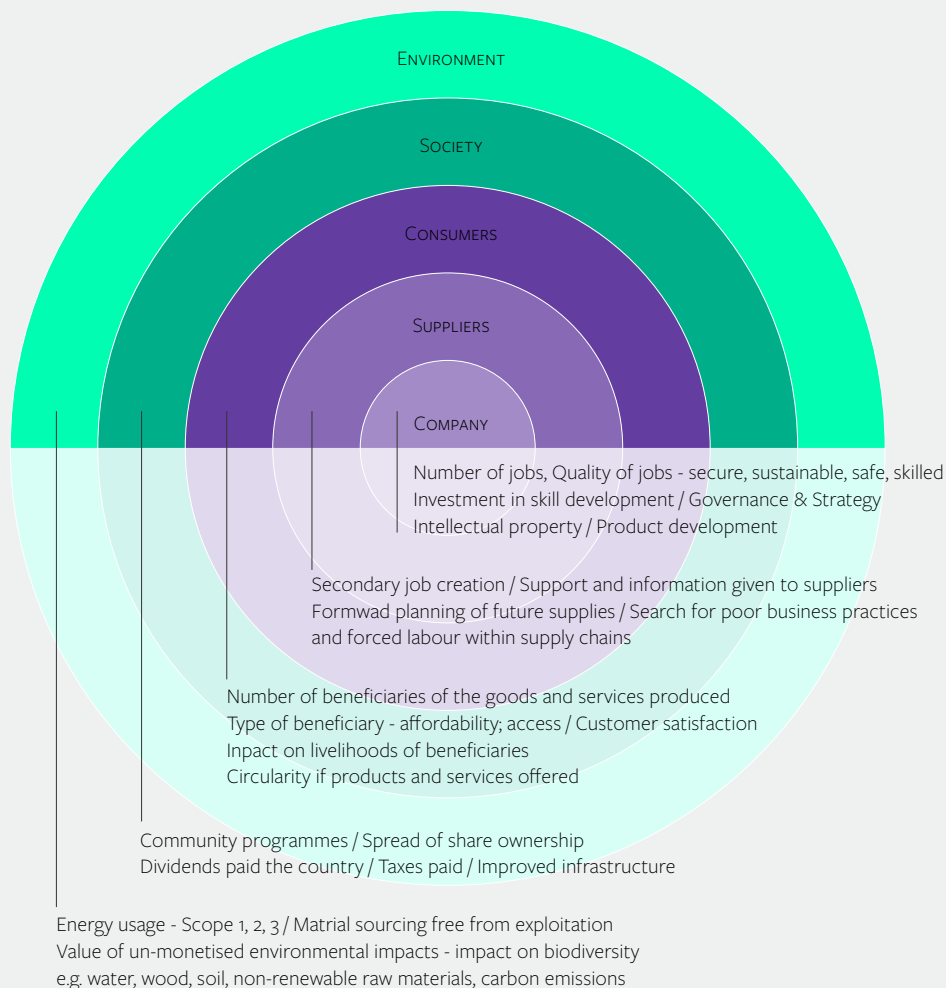 Environment
Society
Consumers
Suppliers
Company
Number of jobs, Quality of jobs - secure, sustainable, safe, skilled
Investment in skill development / Governance & Strategy
Intellectual property / Product development
Secondary job creation / Support and information given to suppliers
Formwad planning of future supplies / Search for poor business practices
and forced labour within supply chains
Number of beneficiaries of the goods and services produced
Type of beneficiary - affordability; access / Customer satisfaction
Inpact on livelihoods of beneficiaries
Circularity if products and services offered
Community programmes / Spread of share ownership
Dividends paid the country / Taxes paid / Improved infrastructure
Energy usage - Scope 1, 2, 3 / Matrial sourcing free from exploitation
Value of un-monetised environmental impacts - impact on biodiversity
e.g. water, wood, soil, non-renewable raw materials, carbon emissions